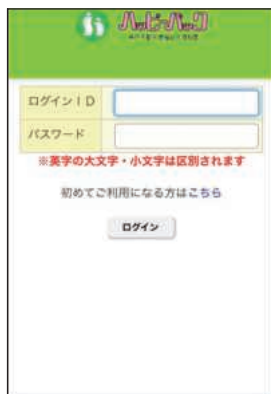 ハッピーパック
ログインID
パスワード
※英字の大文字・小文字は区別されます
初めてご利用になる方はこちら
ログイン